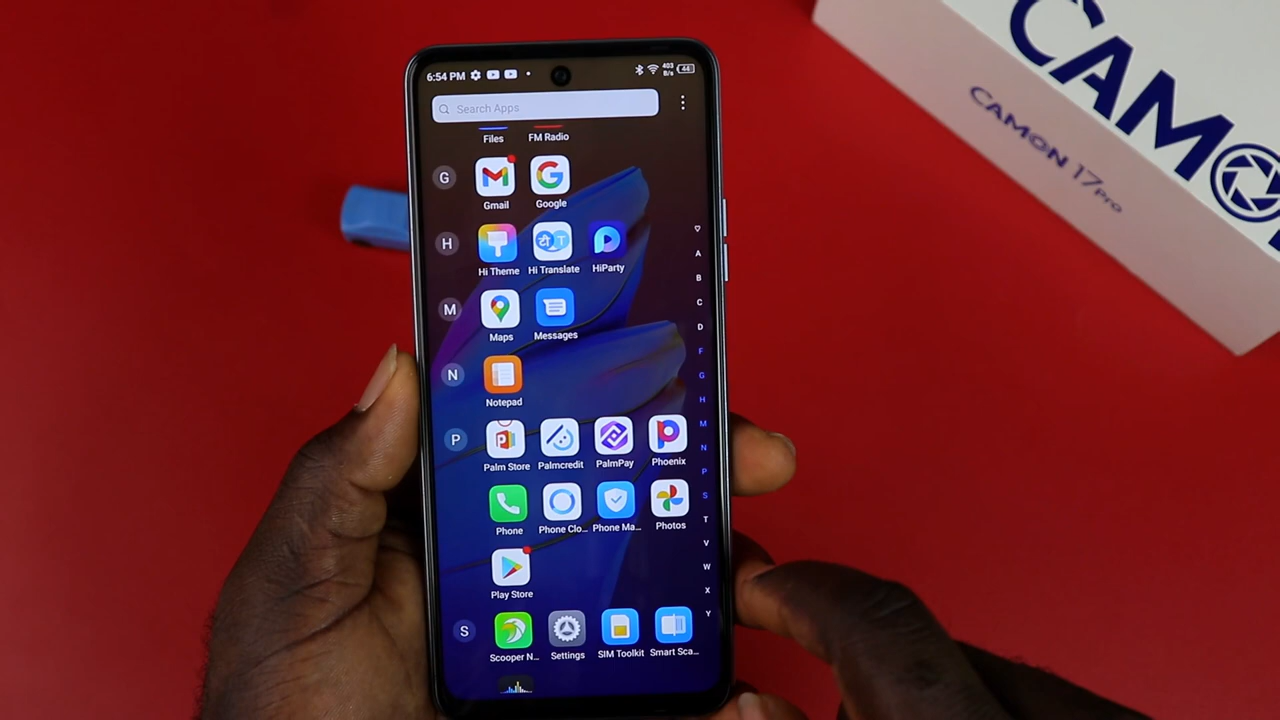 6:54 PM
403
B/s
44
Search Apps
Files
FM Radio
G
Gmail
Google
H
Hi Theme
Hi Translate
HiParty
M
Maps
Messages
N
Notepad
P
Palm Store
Palmcredit
PalmPay
Phoenix
Phone
Phone Clo...
Phone Ma...
Photos
Play Store
S
Scooper N...
Settings
SIM Toolkit
Smart Sca...
A
B
C
D
F
G
H
M
N
P
S
T
V
W
X
Y
CAMO
CAMON 17 Pro